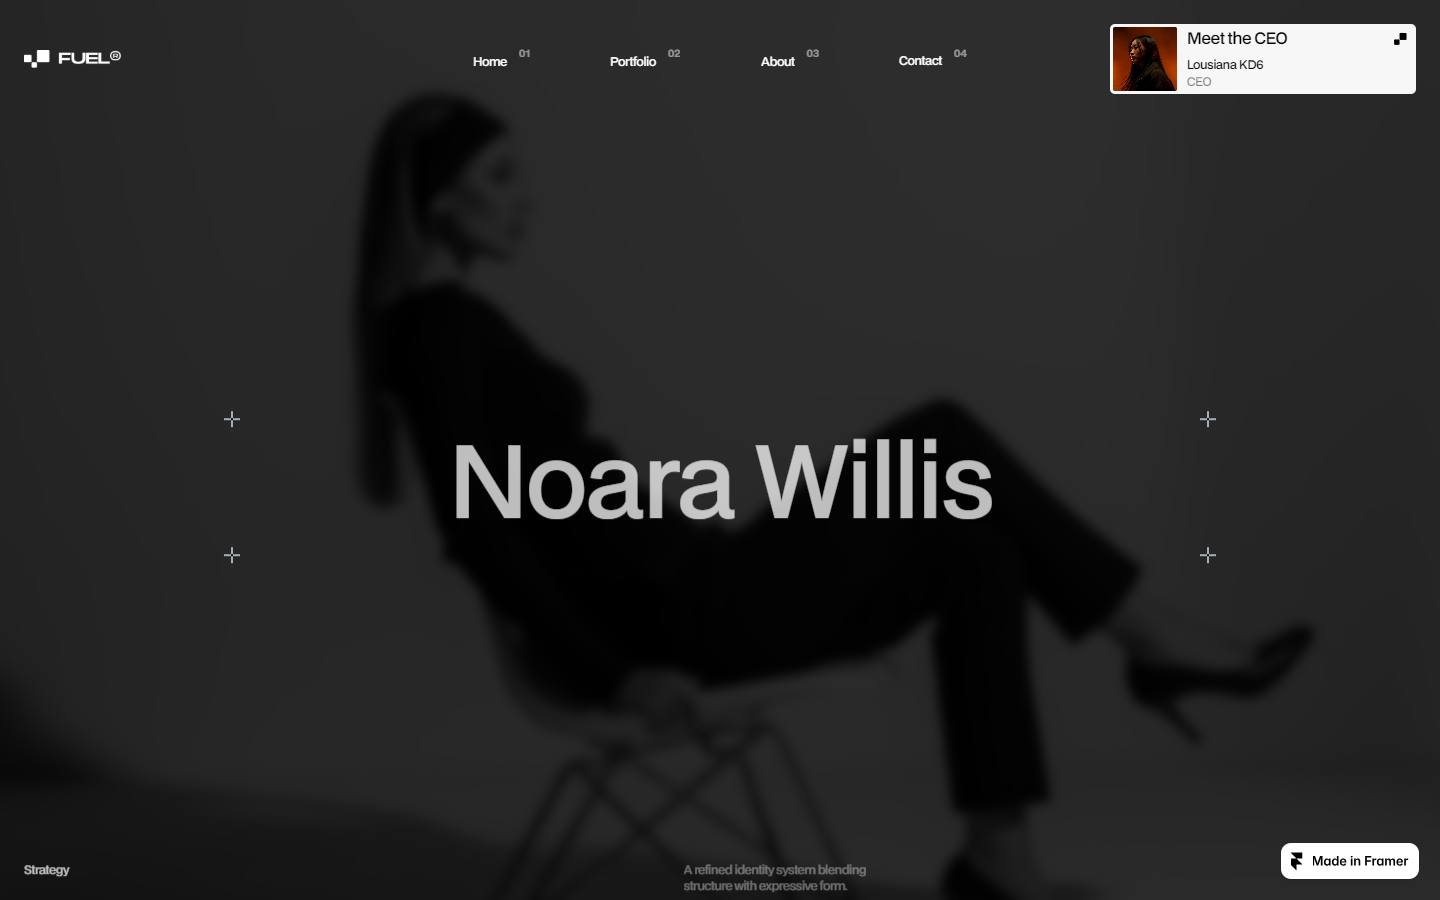 FUEL®
Home 01
Portfolio 02
About 03
Contact 04
Meet the CEO
Lousiana KD6
CEO
Noara Willis
Strategy
A refined identity system blending
structure with expressive form.
Made in Framer